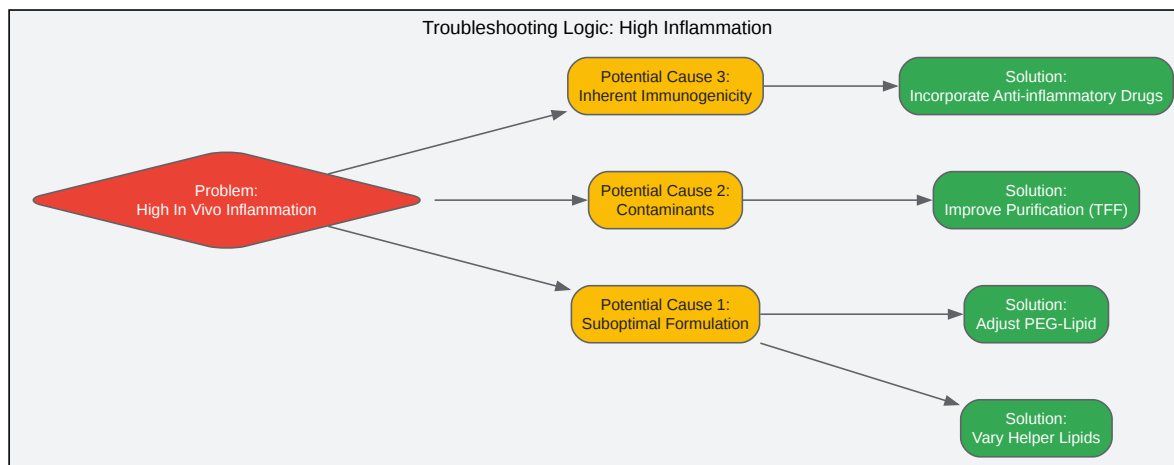 Troubleshooting Logic: High Inflammation
Potential Cause 3:
Inherent Immunogenicity
Solution:
Incorporate Anti-inflammatory Drugs
Problem:
High In Vivo Inflammation
Potential Cause 2:
Contaminants
Solution:
Improve Purification (TFF)
Potential Cause 1:
Suboptimal Formulation
Solution:
Adjust PEG-Lipid
Solution:
Vary Helper Lipids